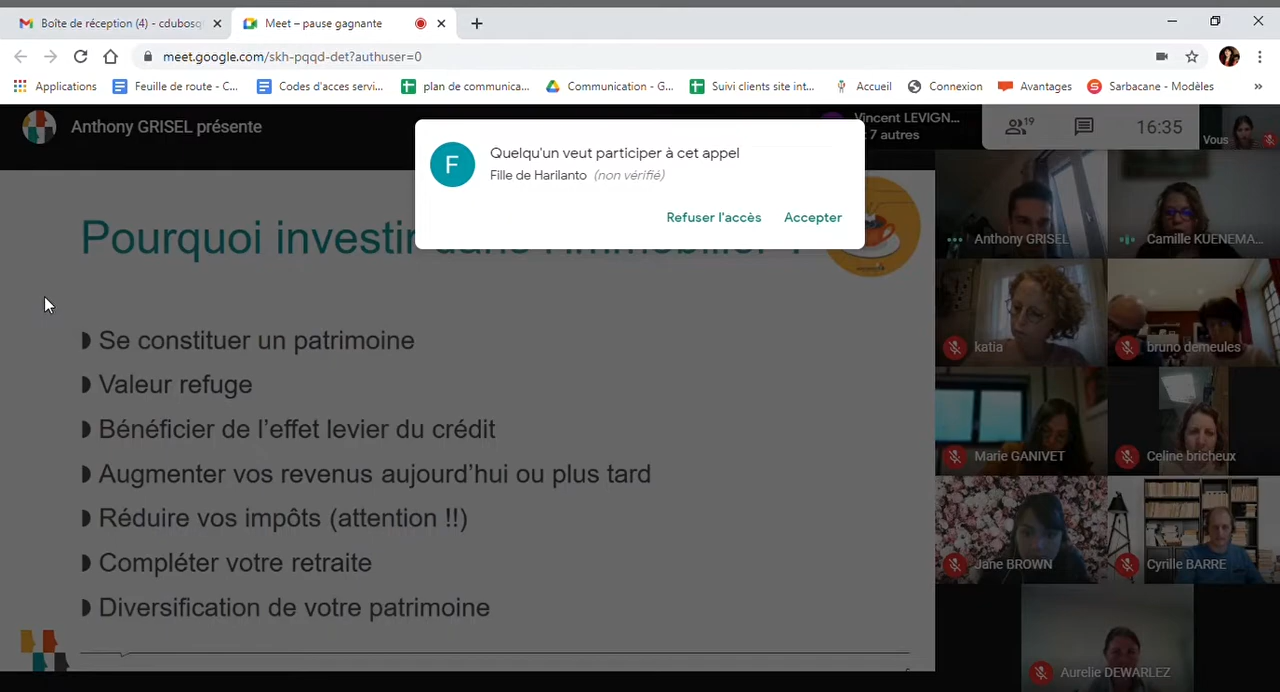 Boîte de réception (4) - cdubosq
Meet – pause gagnante
meet.google.com/skh-pqqd-det?authuser=0
Applications
Feuille de route - C...
Codes d'acces servi...
plan de communica...
Communication - G...
Suivi clients site int...
Accueil
Connexion
Avantages
Sarbacane - Modèles
»
Anthony GRISEL présente
Vincent LEVIGN...
t 7 autres
19
16:35
Vous
F
Quelqu'un veut participer à cet appel
Fille de Harilanto (non vérifié)
Refuser l'accès
Accepter
Pourquoi investir dans l'immobilier ?
Se constituer un patrimoine
Valeur refuge
Bénéficier de l'effet levier du crédit
Augmenter vos revenus aujourd'hui ou plus tard
Réduire vos impôts (attention !!)
Compléter votre retraite
Diversification de votre patrimoine
Anthony GRISEL
Camille KUENEMA...
katia
bruno demeules
Marie GANIVET
Celine bricheux
Jane BROWN
Cyrille BARRE
Aurelie DEWARLEZ